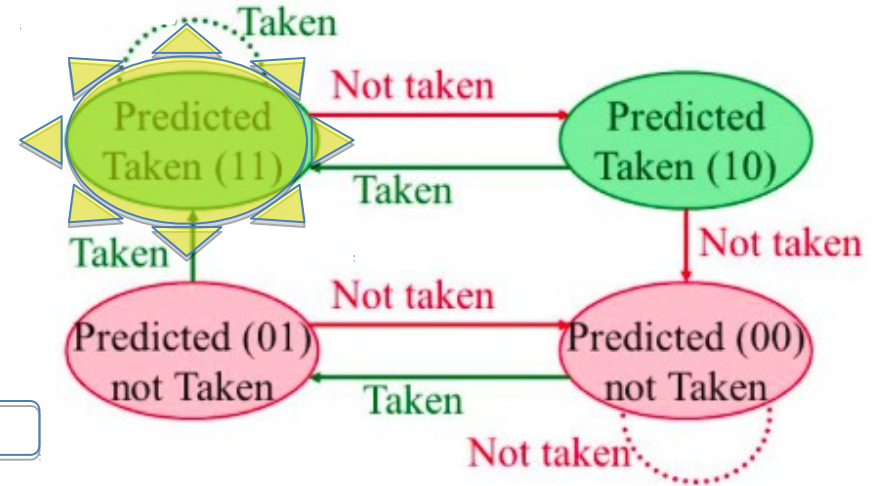 Taken
Not taken
Predicted
Taken (11)
Predicted
Taken (10)
Taken
Taken
Not taken
Not taken
Predicted (01)
not Taken
Predicted (00)
not Taken
Taken
Not taken